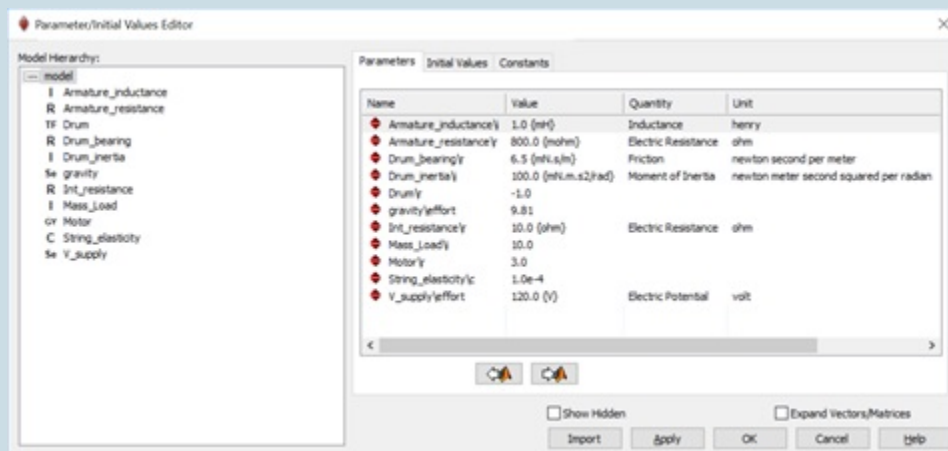 Parameter/Initial Values Editor
Model Hierarchy:
model
I Armature_inductance
R Armature_resistance
TF Drum
R Drum_bearing
I Drum_inertia
Se gravity
R Int_resistance
I Mass_Load
GY Motor
C String_elasticity
Se V_supply
Parameters Initial Values Constants
Name Value Quantity Unit
Armature_inductance\i 1.0 {mH} Inductance henry
Armature_resistance\r 800.0 {mohm} Electric Resistance ohm
Drum_bearing\r 6.5 {mN.s/m} Friction newton second per meter
Drum_inertia\i 100.0 {mN.m.s2/rad} Moment of Inertia newton meter second squared per radian
Drum\r -1.0
gravity\effort 9.81
Int_resistance\r 10.0 {ohm} Electric Resistance ohm
Mass_Load\i 10.0
Motor\r 3.0
String_elasticity\c 1.0e-4
V_supply\effort 120.0 {V} Electric Potential volt
Show Hidden Expand Vectors/Matrices
Import Apply OK Cancel Help